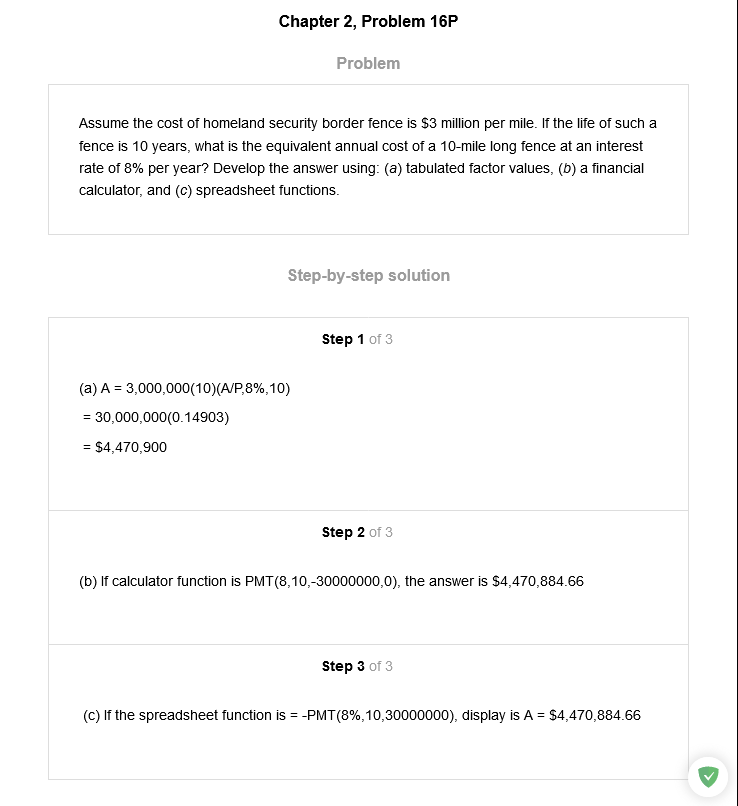 Chapter 2, Problem 16P
Problem
Assume the cost of homeland security border fence is $3 million per mile. If the life of such a
fence is 10 years, what is the equivalent annual cost of a 10-mile long fence at an interest
rate of 8% per year? Develop the answer using: (a) tabulated factor values, (b) a financial
calculator, and (c) spreadsheet functions.
Step-by-step solution
Step 1 of 3
(a) A = 3,000,000(10)(A/P,8%,10)
= 30,000,000(0.14903)
= $4,470,900
Step 2 of 3
(b) If calculator function is PMT(8,10,-30000000,0), the answer is $4,470,884.66
Step 3 of 3
(c) If the spreadsheet function is = -PMT(8%,10,30000000), display is A = $4,470,884.66